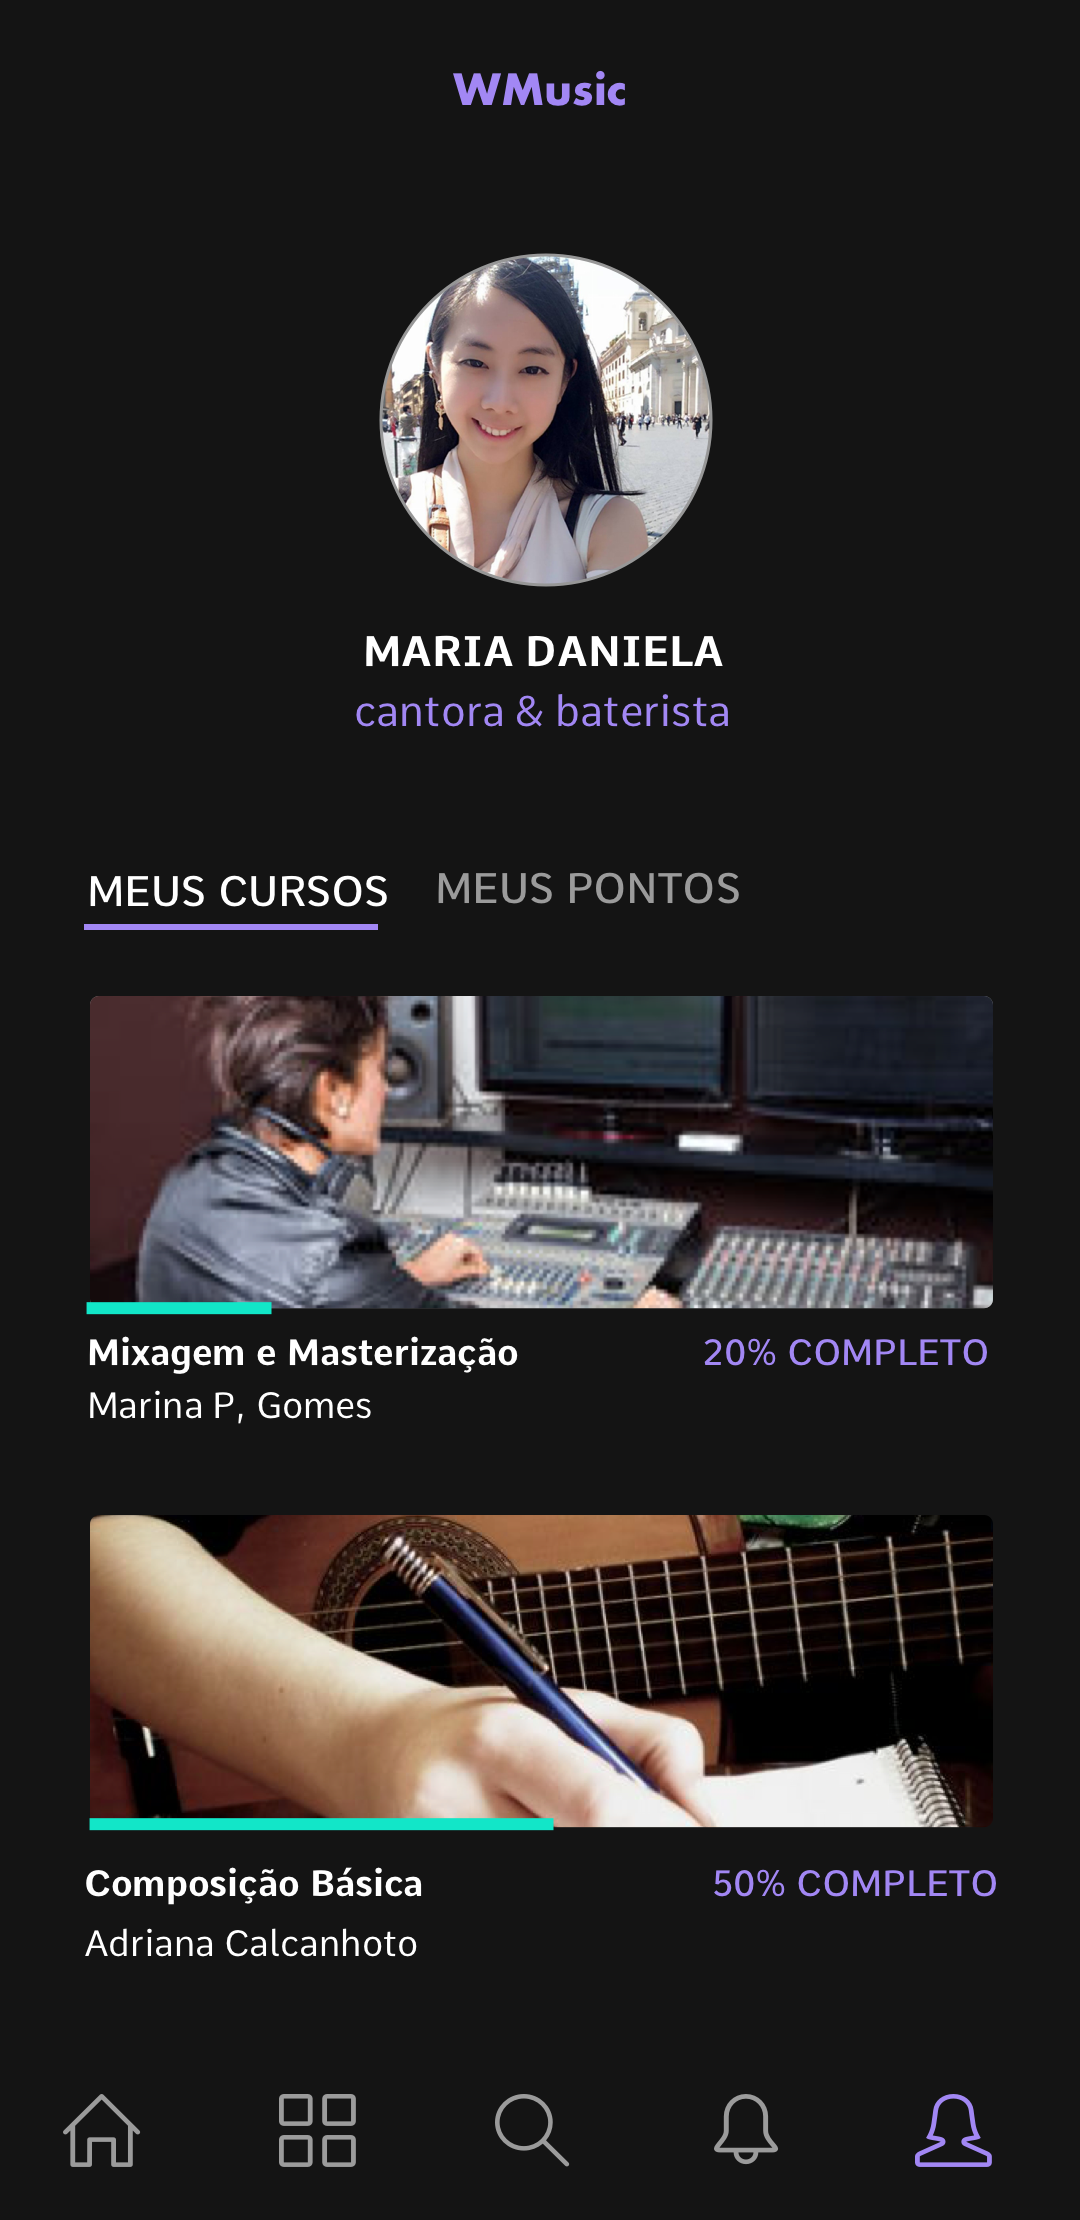 WMusic
MARIA DANIELA
cantora & baterista
MEUS CURSOS MEUS PONTOS
Mixagem e Masterização 20% COMPLETO
Marina P, Gomes
Composição Básica 50% COMPLETO
Adriana Calcanhoto